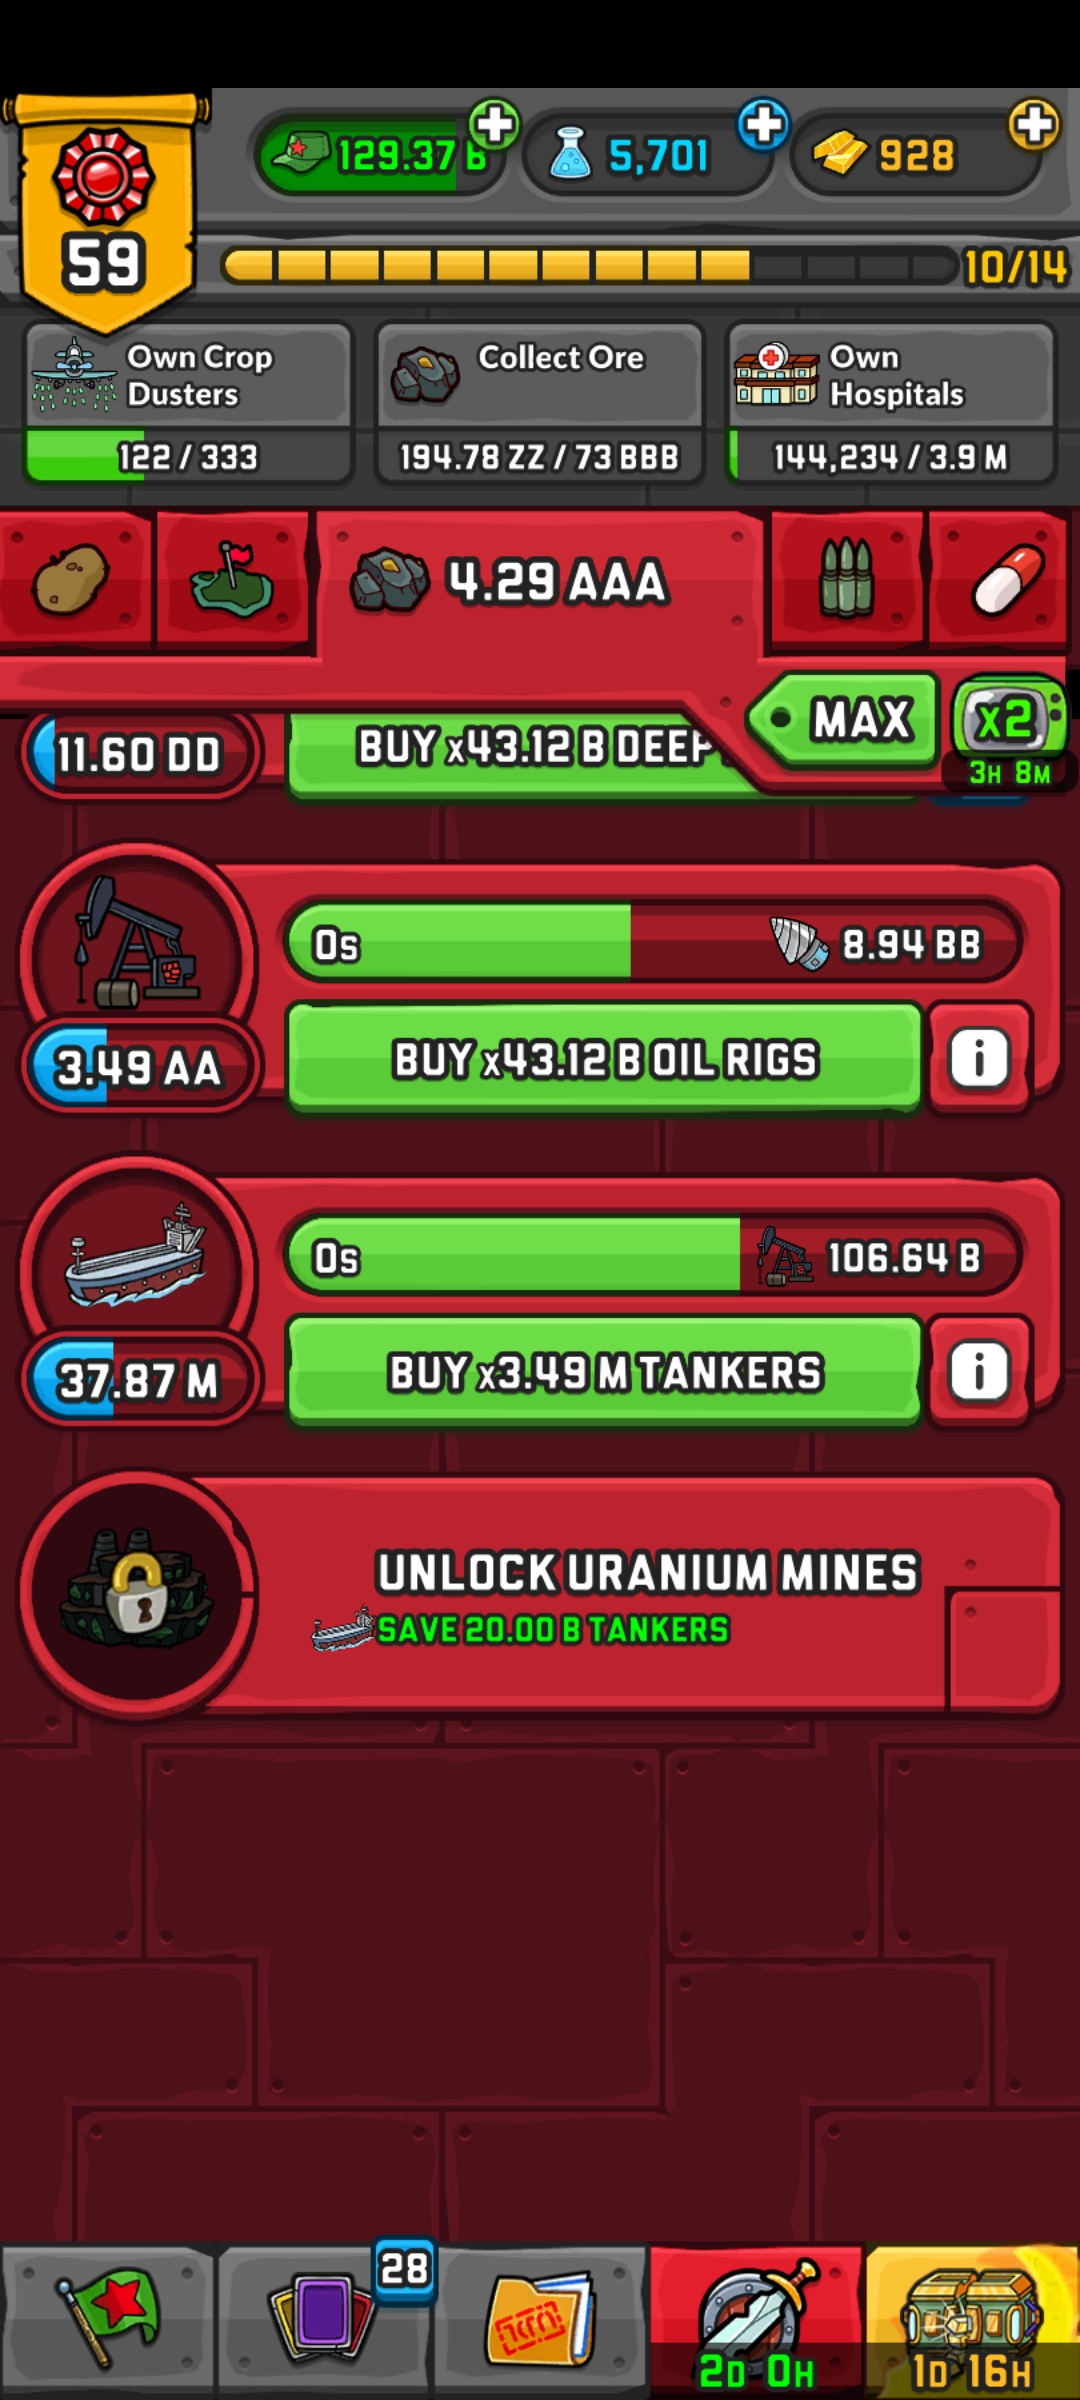 129.37 B
5,701
928
59
10/14
Own Crop
Dusters
122 / 333
Collect Ore
194.78 ZZ / 73 BBB
Own
Hospitals
144,234 / 3.9 M
4.29 AAA
MAX
x2
3H 8M
11.60 DD
BUY x43.12 B DEEP
0s
8.94 BB
3.49 AA
BUY x43.12 B OIL RIGS
i
0s
106.64 B
37.87 M
BUY x3.49 M TANKERS
i
UNLOCK URANIUM MINES
SAVE 20.00 B TANKERS
28
2D 0H
1D 16H